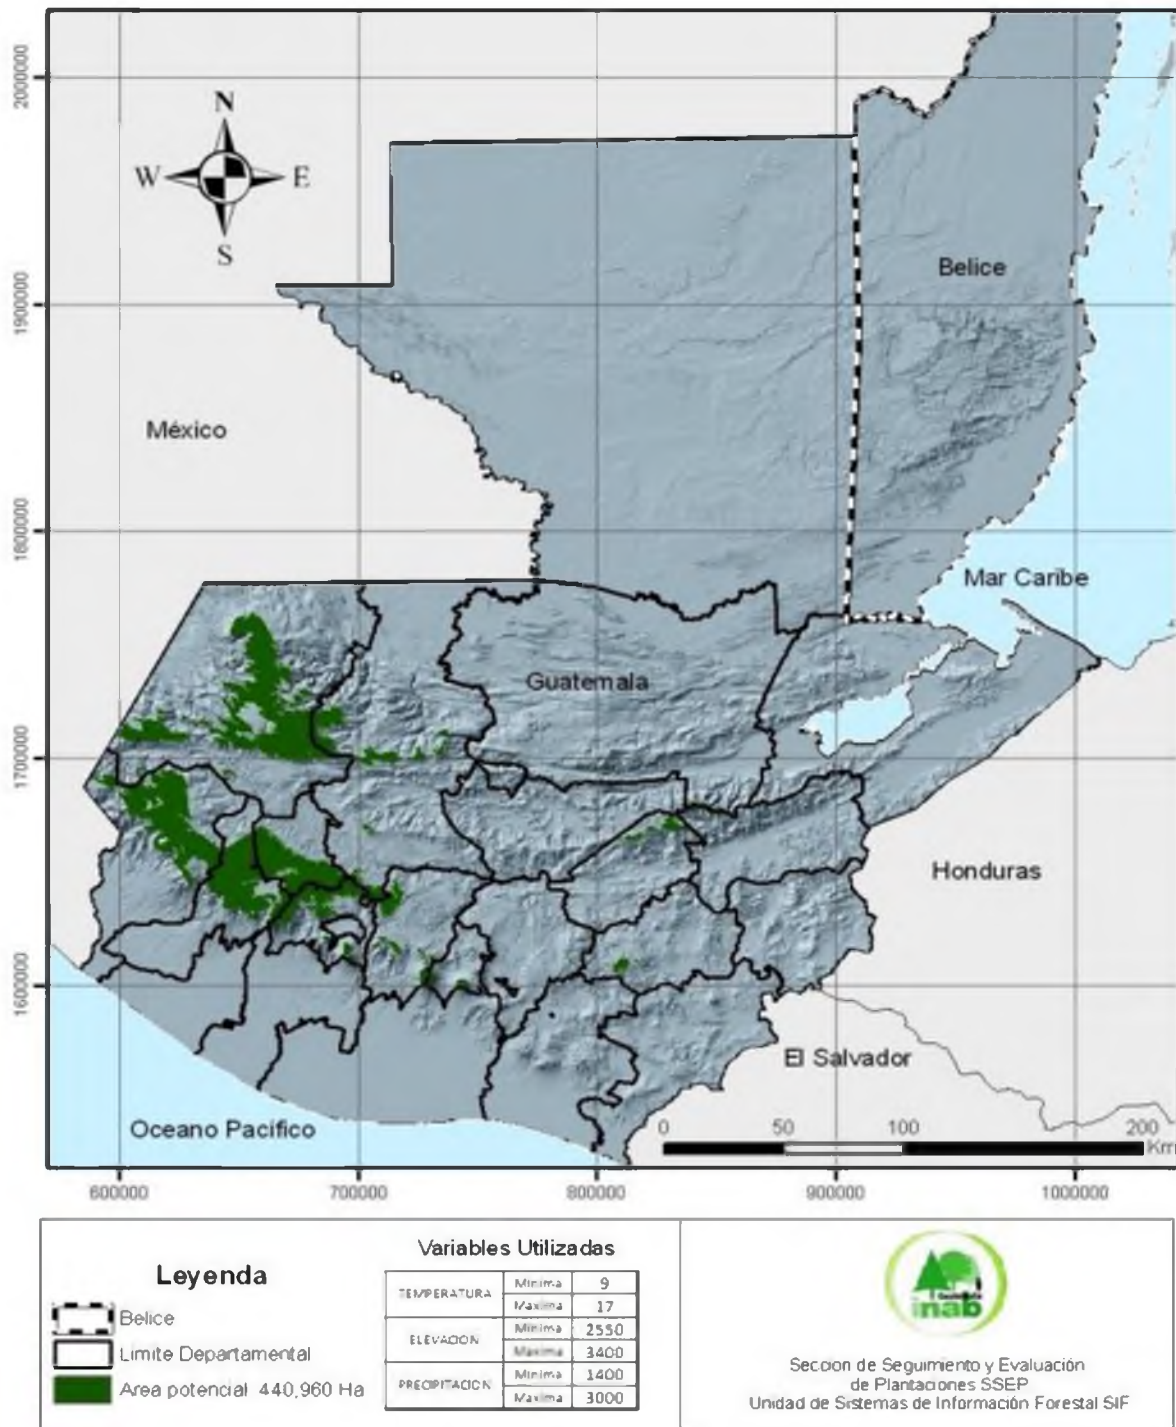 N
W E
S
2000000
1900000
1800000
1700000
1600000
Belice
México
Mar Caribe
Guatemala
Honduras
El Salvador
Oceano Pacífico
0 50 100 200
Km
600000 700000 800000 900000 1000000
Leyenda
Belice
Limite Departamental
Area potencial 440,960 Ha
Variables Utilizadas
TEMPERATURA Minima 9
Maxima 17
ELEVACION Minima 2550
Maxima 3400
PRECIPITACION Minima 1400
Maxima 3000
inab
Seccion de Seguimiento y Evaluación
de Plantaciones SSEP
Unidad de Sistemas de Información Forestal SIF